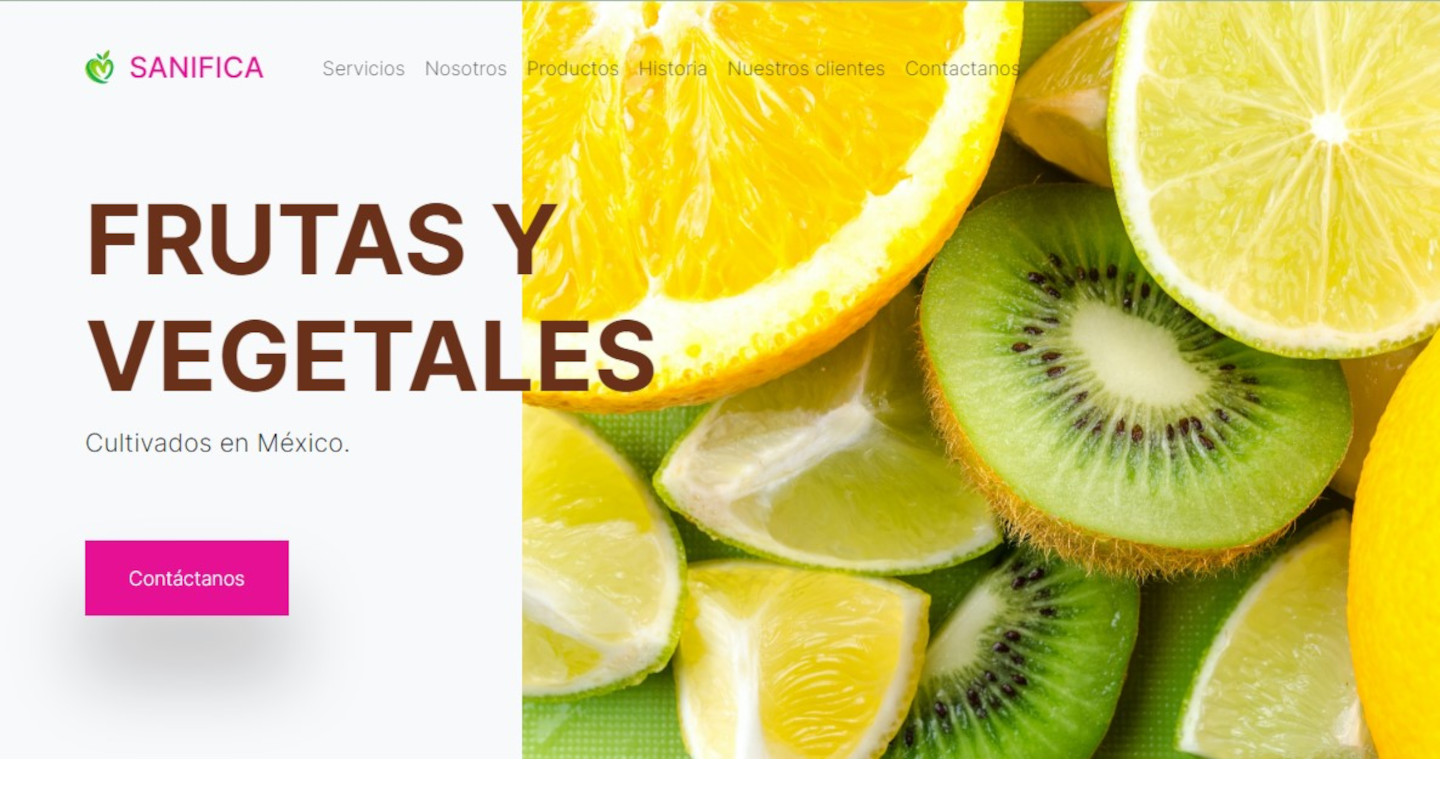 SANIFICA Servicios Nosotros Productos Historia Nuestros clientes Contactanos
FRUTAS Y
VEGETALES
Cultivados en México.
Contáctanos